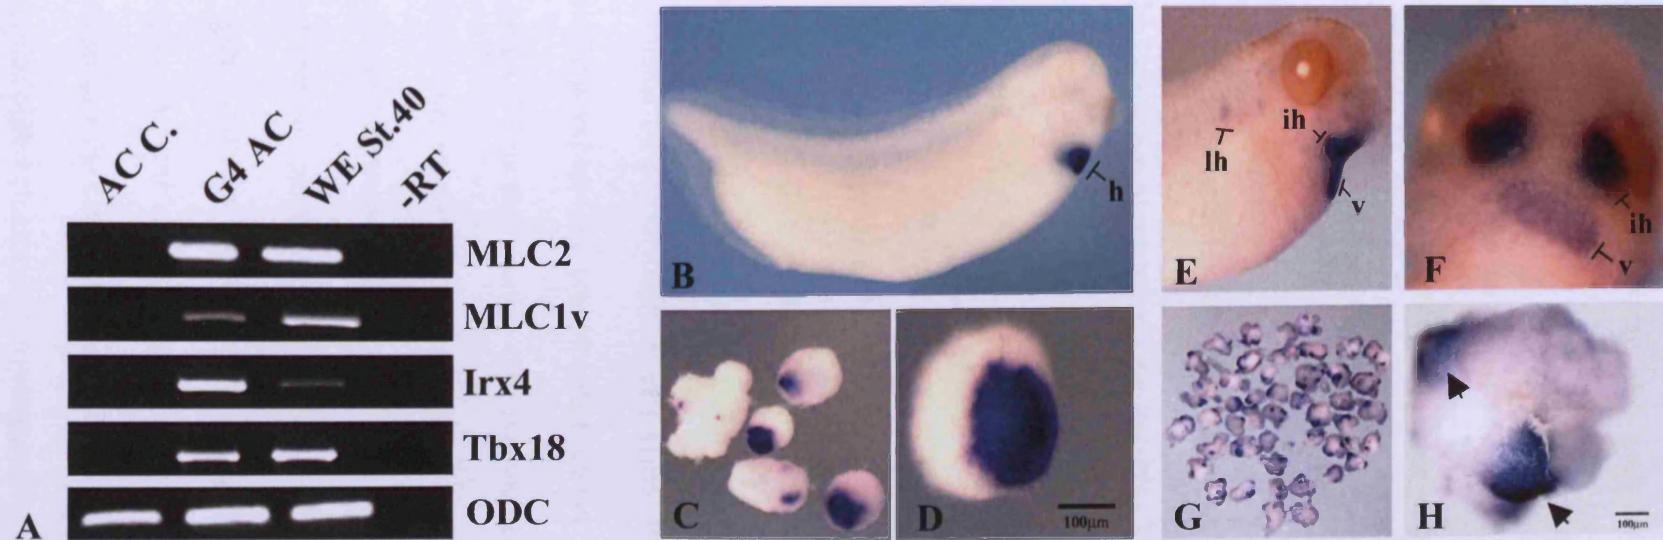 AC C.
G4 AC
WE St.40
-RT
MLC2
MLC1v
Irx4
Tbx18
ODC
A
h
B
C
D
100µm
ih
lh
v
E
ih
v
F
G
H
100µm